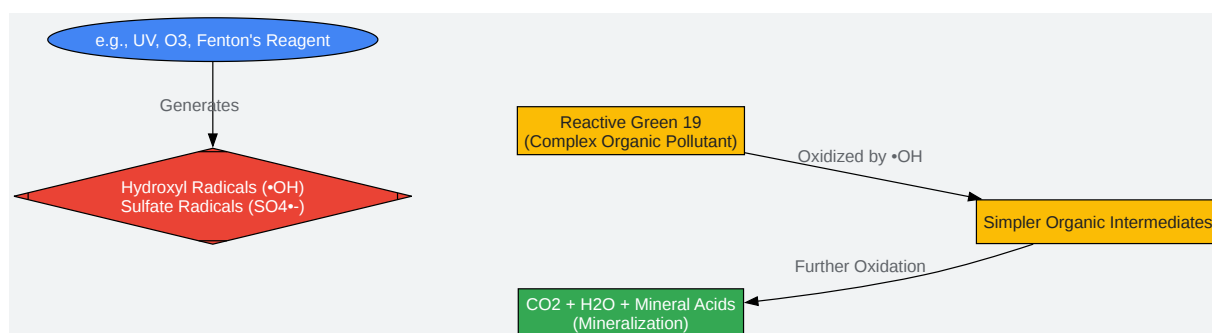 e.g., UV, O3, Fenton's Reagent
Generates
Hydroxyl Radicals (•OH)
Sulfate Radicals (SO4•-)
Reactive Green 19
(Complex Organic Pollutant)
Oxidized by •OH
Simpler Organic Intermediates
Further Oxidation
CO2 + H2O + Mineral Acids
(Mineralization)